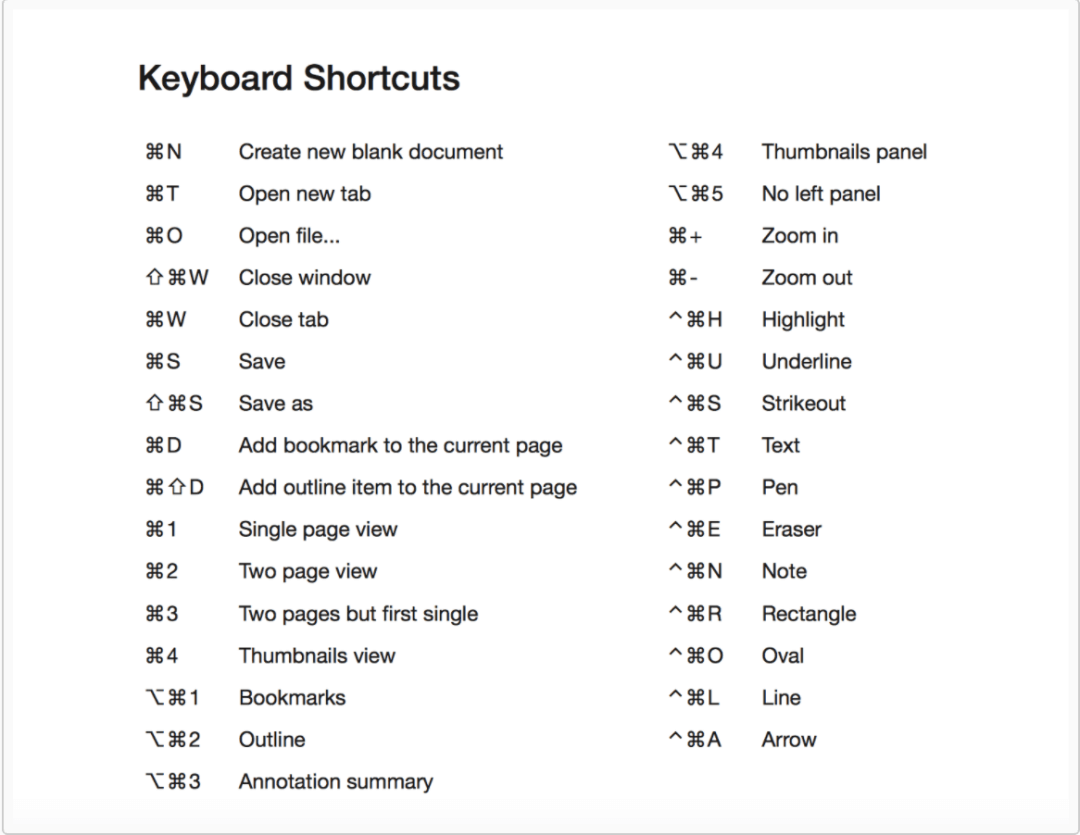 Keyboard Shortcuts
⌘N Create new blank document
⌘T Open new tab
⌘O Open file...
⇧⌘W Close window
⌘W Close tab
⌘S Save
⇧⌘S Save as
⌘D Add bookmark to the current page
⌘⇧D Add outline item to the current page
⌘1 Single page view
⌘2 Two page view
⌘3 Two pages but first single
⌘4 Thumbnails view
⌥⌘1 Bookmarks
⌥⌘2 Outline
⌥⌘3 Annotation summary
⌥⌘4 Thumbnails panel
⌥⌘5 No left panel
⌘+ Zoom in
⌘- Zoom out
^⌘H Highlight
^⌘U Underline
^⌘S Strikeout
^⌘T Text
^⌘P Pen
^⌘E Eraser
^⌘N Note
^⌘R Rectangle
^⌘O Oval
^⌘L Line
^⌘A Arrow